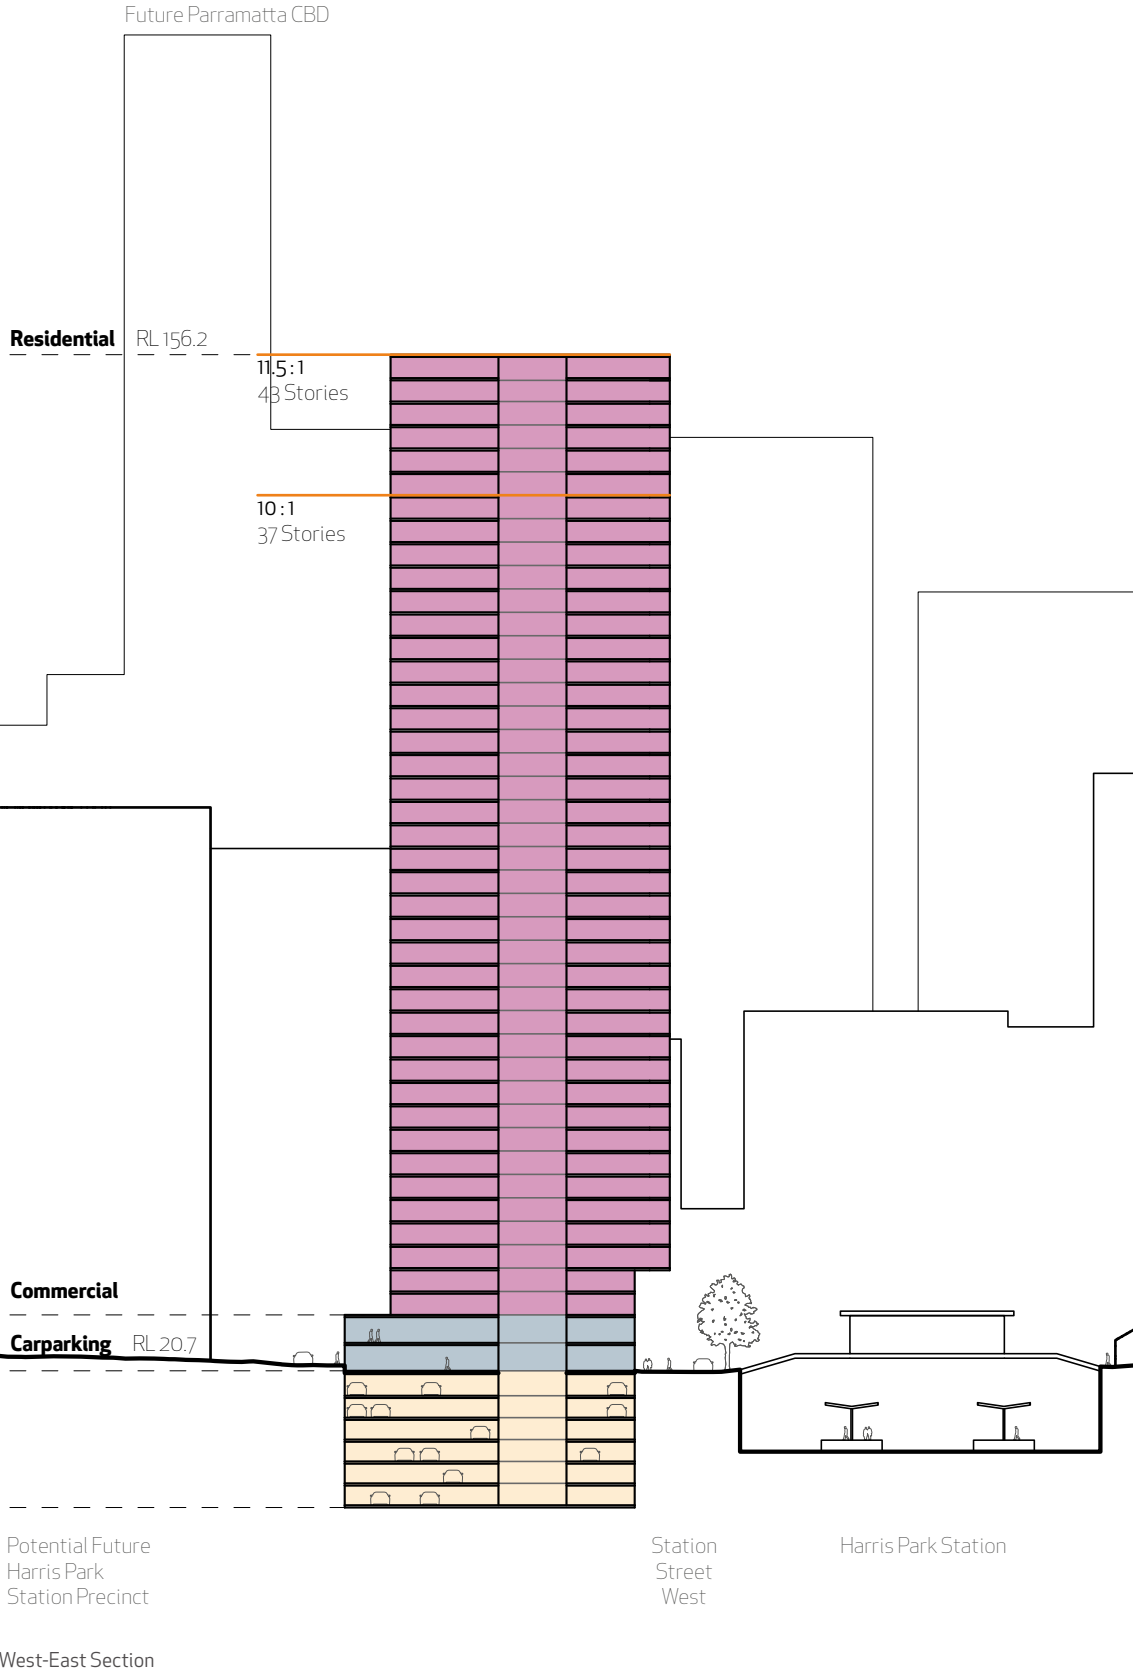 Future Parramatta CBD
Residential RL 156.2
11.5:1
43 Stories
10:1
37 Stories
Commercial
Carparking RL 20.7
Potential Future
Harris Park
Station Precinct
Station
Street
West
Harris Park Station
West-East Section